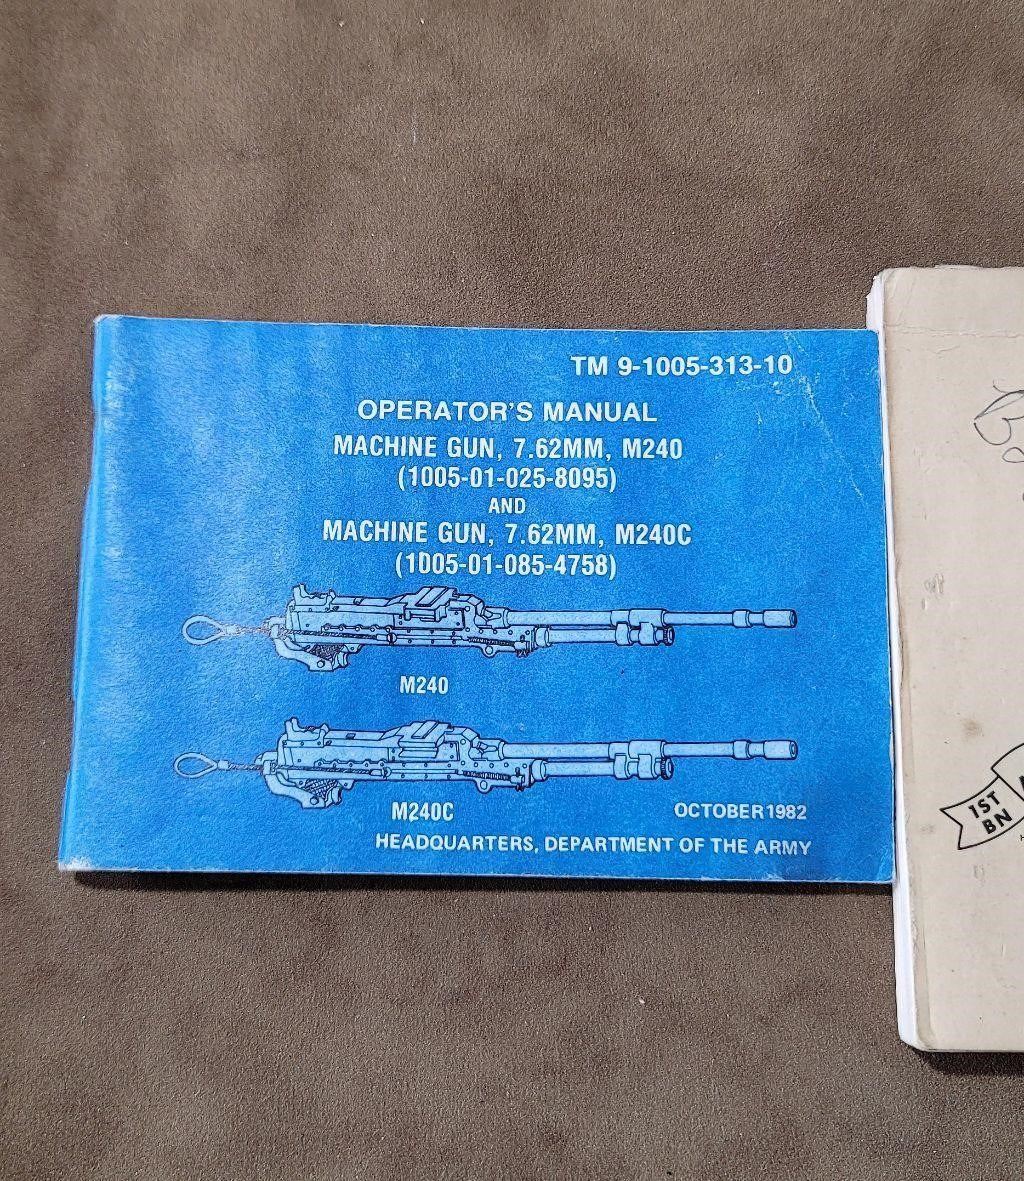 TM 9-1005-313-10
OPERATOR'S MANUAL
MACHINE GUN, 7.62MM, M240
(1005-01-025-8095)
AND
MACHINE GUN, 7.62MM, M240C
(1005-01-085-4758)
M240
M240C
OCTOBER 1982
HEADQUARTERS, DEPARTMENT OF THE ARMY
1ST
BN